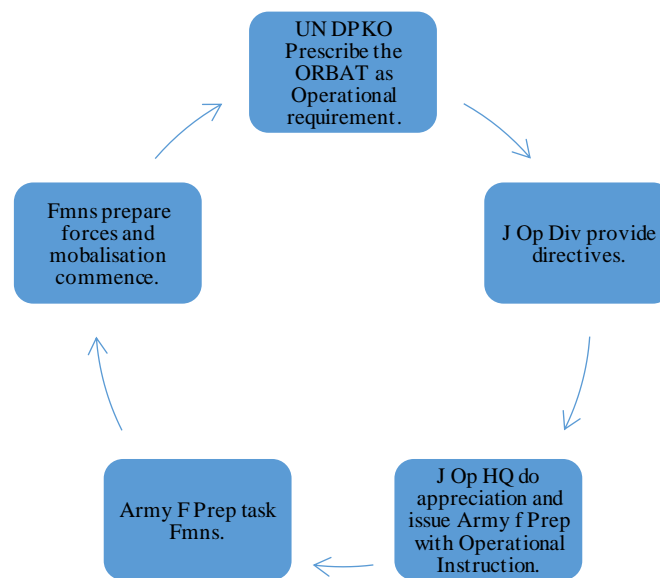 UN DPKO
Prescribe the
ORBAT as
Operational
requirement.
J Op Div provide
directives.
J Op HQ do
appreciation and
issue Army f Prep
with Operational
Instruction.
Army F Prep task
Fmns.
Fmns prepare
forces and
mobalisation
commence.